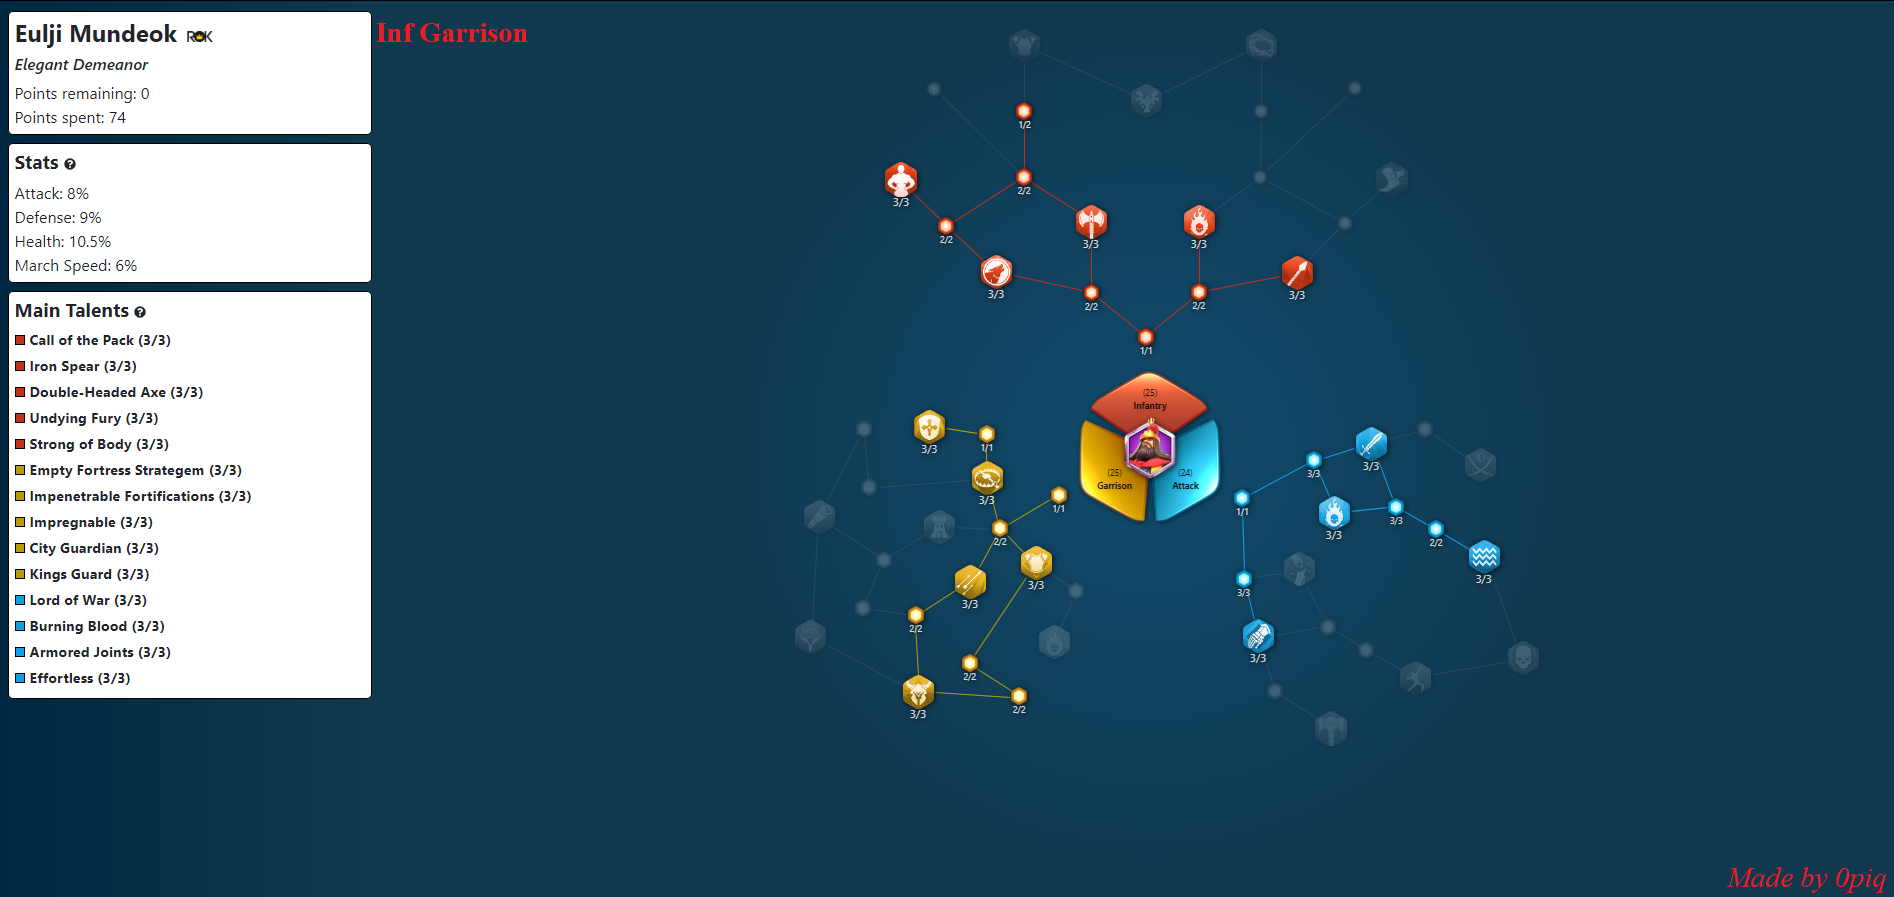 Eulji Mundeok ROK
Elegant Demeanor
Points remaining: 0
Points spent: 74
Inf Garrison
Stats
Attack: 8%
Defense: 9%
Health: 10.5%
March Speed: 6%
Main Talents
Call of the Pack (3/3)
Iron Spear (3/3)
Double-Headed Axe (3/3)
Undying Fury (3/3)
Strong of Body (3/3)
Empty Fortress Strategem (3/3)
Impenetrable Fortifications (3/3)
Impregnable (3/3)
City Guardian (3/3)
Kings Guard (3/3)
Lord of War (3/3)
Burning Blood (3/3)
Armored Joints (3/3)
Effortless (3/3)
1/2
2/2
3/3
2/2
3/3
3/3
3/3
3/3
2/2
2/2
1/1
(25)
Infantry
(25)
Garrison
(24)
Attack
3/3
1/1
3/3
1/1
2/2
3/3
3/3
2/2
2/2
3/3
2/2
3/3
3/3
1/1
3/3
3/3
2/2
3/3
3/3
3/3
Made by 0piq